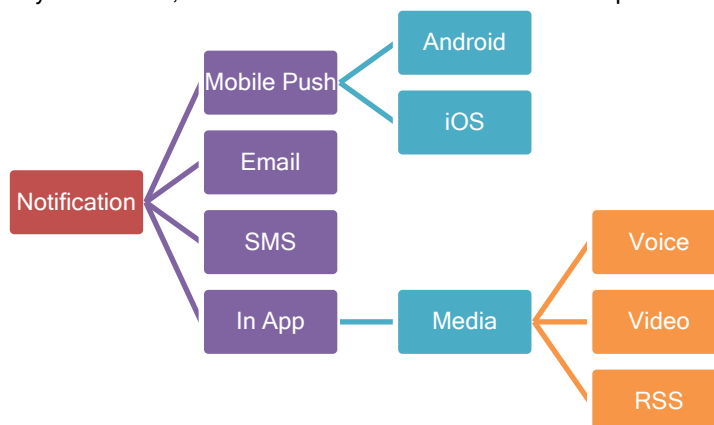 Android
Mobile Push
iOS
Email
Notification
SMS
Voice
In App
Media
Video
RSS